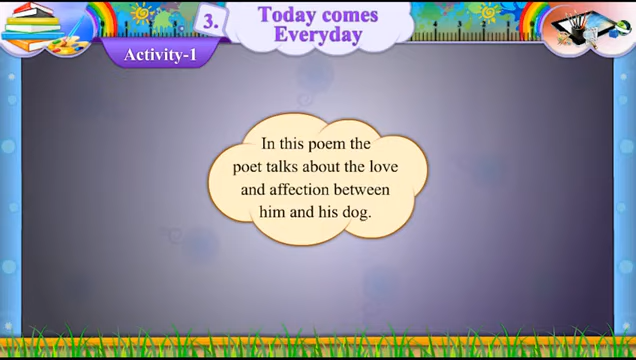 3.
Today comes
Everyday
Activity-1
In this poem the
poet talks about the love
and affection between
him and his dog.